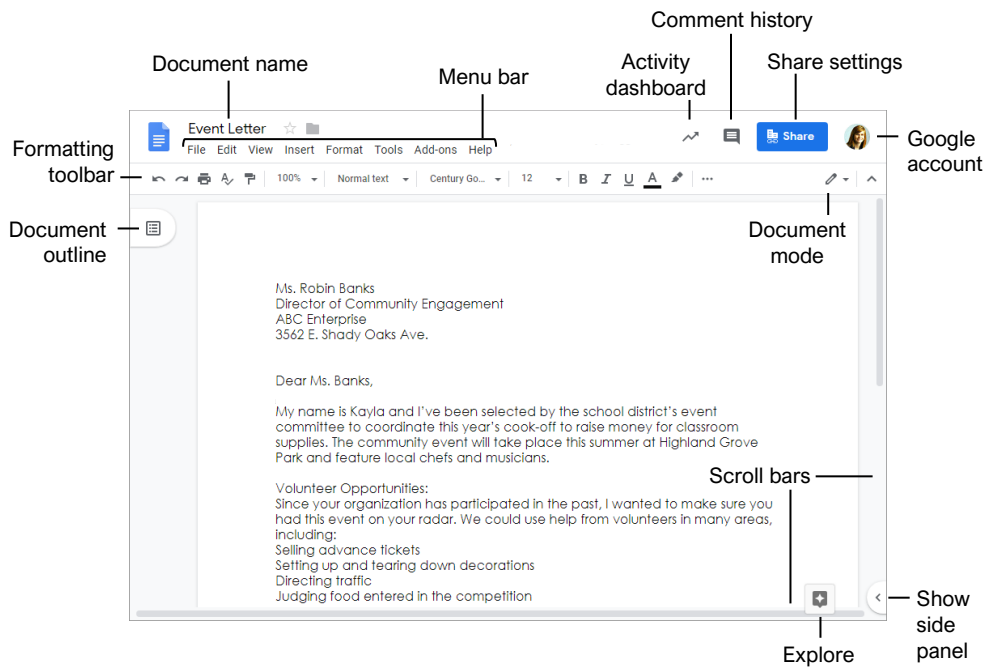 Comment history
Document name
Menu bar
Activity
dashboard
Share settings
Event Letter
Share
File Edit View Insert Format Tools Add-ons Help
Google
account
Formatting
toolbar
100% Normal text Century Go... 12 B I U A ...
Document
outline
Document
mode
Ms. Robin Banks
Director of Community Engagement
ABC Enterprise
3562 E. Shady Oaks Ave.
Dear Ms. Banks,
My name is Kayla and I've been selected by the school district's event
committee to coordinate this year's cook-off to raise money for classroom
supplies. The community event will take place this summer at Highland Grove
Park and feature local chefs and musicians.
Scroll bars
Volunteer Opportunities:
Since your organization has participated in the past, I wanted to make sure you
had this event on your radar. We could use help from volunteers in many areas,
including:
Selling advance tickets
Setting up and tearing down decorations
Directing traffic
Judging food entered in the competition
Show
side
panel
Explore